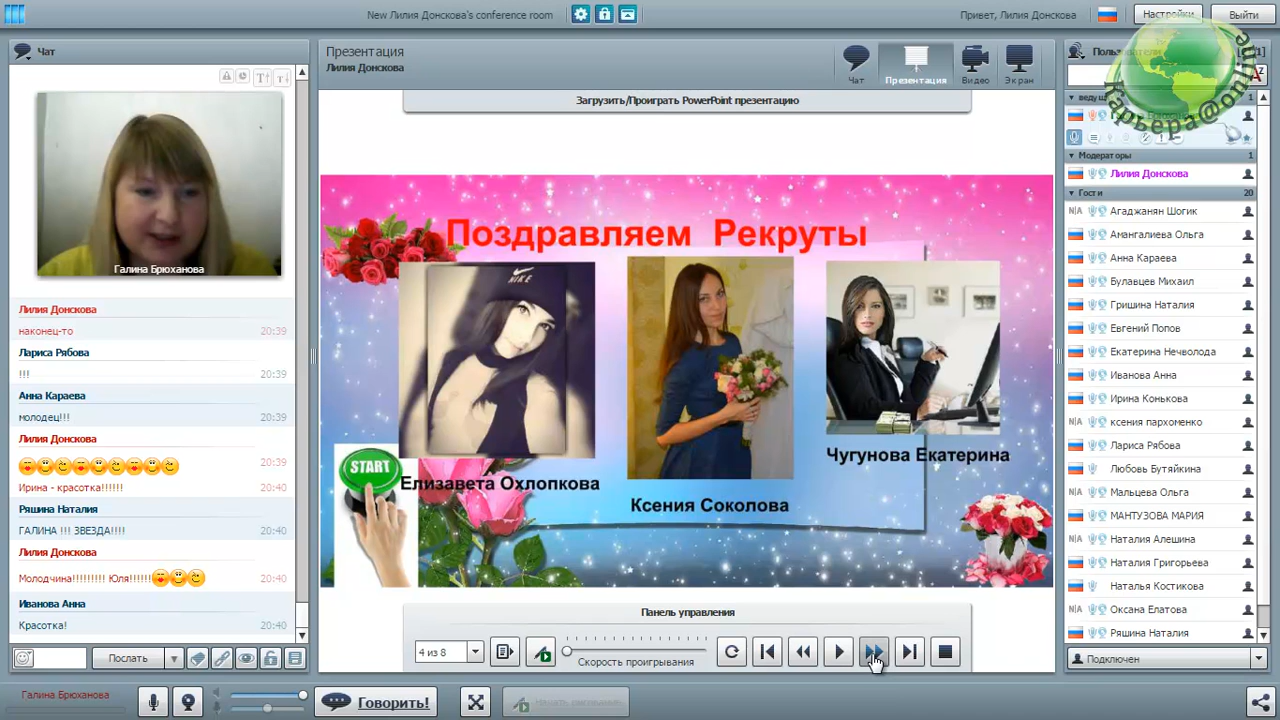 New Лилия Донскова's conference room
Привет, Лилия Донскова
Настройки
Выйти
Чат
Галина Брюханова
Лилия Донскова
наконец-то 20:39
Лариса Рябова
!!! 20:39
Анна Караева
молодец!!! 20:39
Лилия Донскова
20:39
Ирина - красотка!!!!!! 20:40
Ряшина Наталия
ГАЛИНА !!! ЗВЕЗДА!!!! 20:40
Лилия Донскова
Молодчина!!!!!!!!! Юля!!!!!! 20:40
Иванова Анна
Красотка! 20:40
Послать
Презентация
Лилия Донскова
Чат
Презентация
Видео
Экран
Загрузить/Проиграть PowerPoint презентацию
Поздравляем Рекруты
NIKE
START
Елизавета Охлопкова
Ксения Соколова
Чугунова Екатерина
Панель управления
4 из 8
Скорость проигрывания
карьера@online
Модераторы 1
Лилия Донскова
Гости 20
N/A Агаджанян Шогик
N/A Амангалиева Ольга
Анна Караева
Булавцев Михаил
Гришина Наталия
Евгений Попов
Екатерина Нечволода
Иванова Анна
Ирина Конькова
ксения пархоменко
Лариса Рябова
Любовь Бутяйкина
Мальцева Ольга
МАНТУЗОВА МАРИЯ
Наталия Алешина
Наталия Григорьева
Наталья Костикова
N/A Оксана Елатова
Ряшина Наталия
Подключен
Галина Брюханова
Говорить!